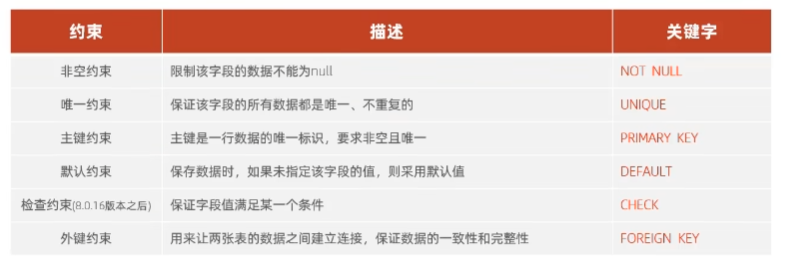 约束 描述 关键字
非空约束 限制该字段的数据不能为null NOT NULL
唯一约束 保证该字段的所有数据都是唯一、不重复的 UNIQUE
主键约束 主键是一行数据的唯一标识，要求非空且唯一 PRIMARY KEY
默认约束 保存数据时，如果未指定该字段的值，则采用默认值 DEFAULT
检查约束(8.0.16版本之后) 保证字段值满足某一个条件 CHECK
外键约束 用来让两张表的数据之间建立连接，保证数据的一致性和完整性 FOREIGN KEY